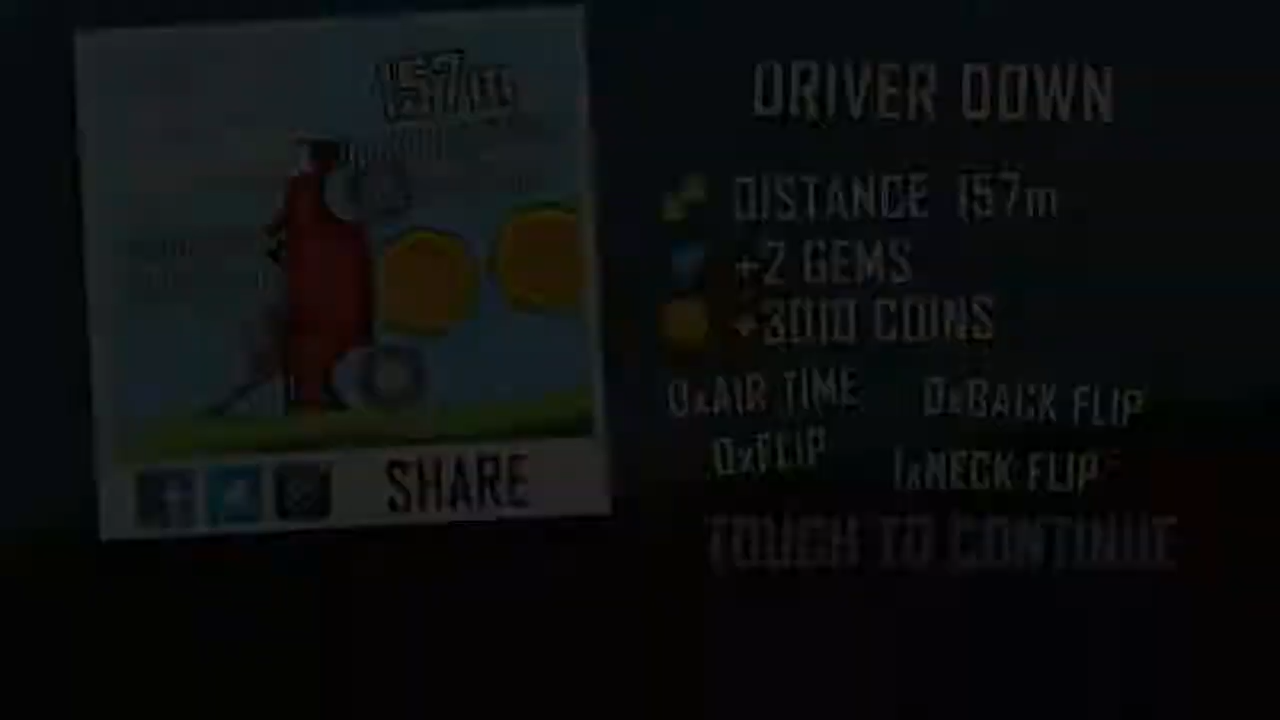 157m
DRIVER DOWN
DISTANCE 157m
+2 GEMS
+3010 COINS
0xAIR TIME 0xBACK FLIP
0xFLIP 1xNECK FLIP
SHARE
TOUCH TO CONTINUE